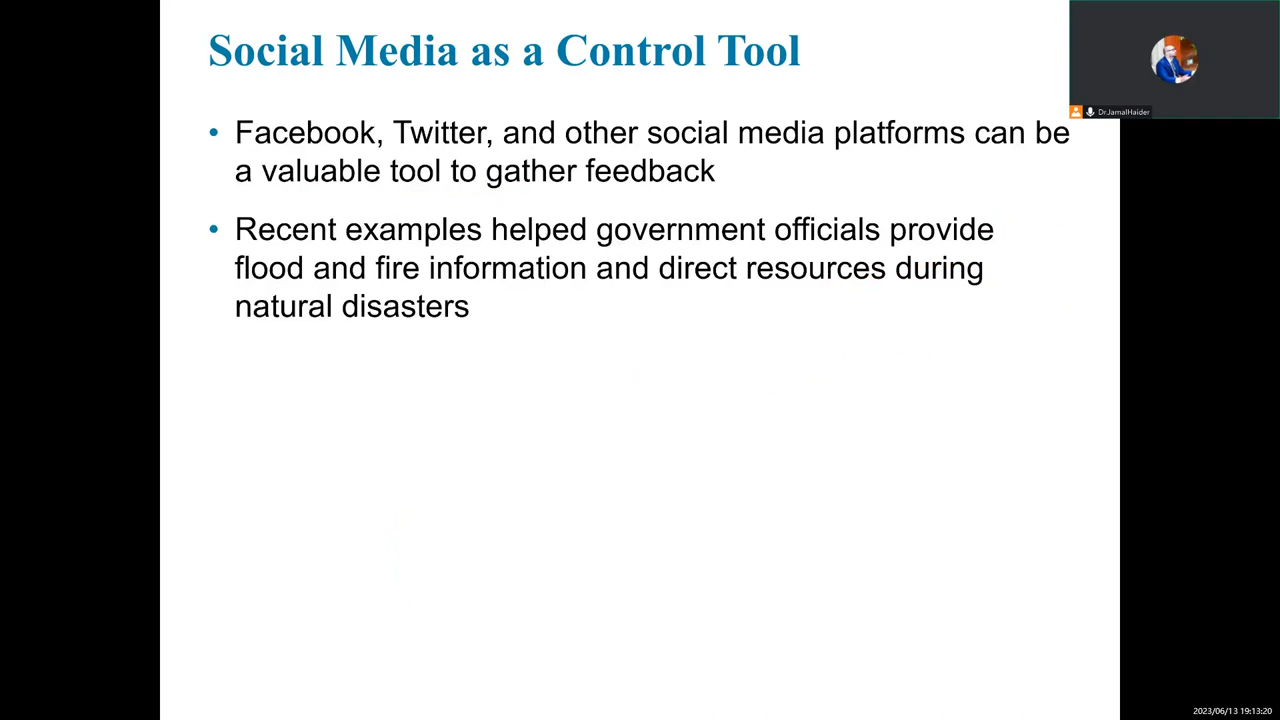 Social Media as a Control Tool
• Facebook, Twitter, and other social media platforms can be
a valuable tool to gather feedback
• Recent examples helped government officials provide
flood and fire information and direct resources during
natural disasters
DrJamalHaider
2023/06/13 19:13:20